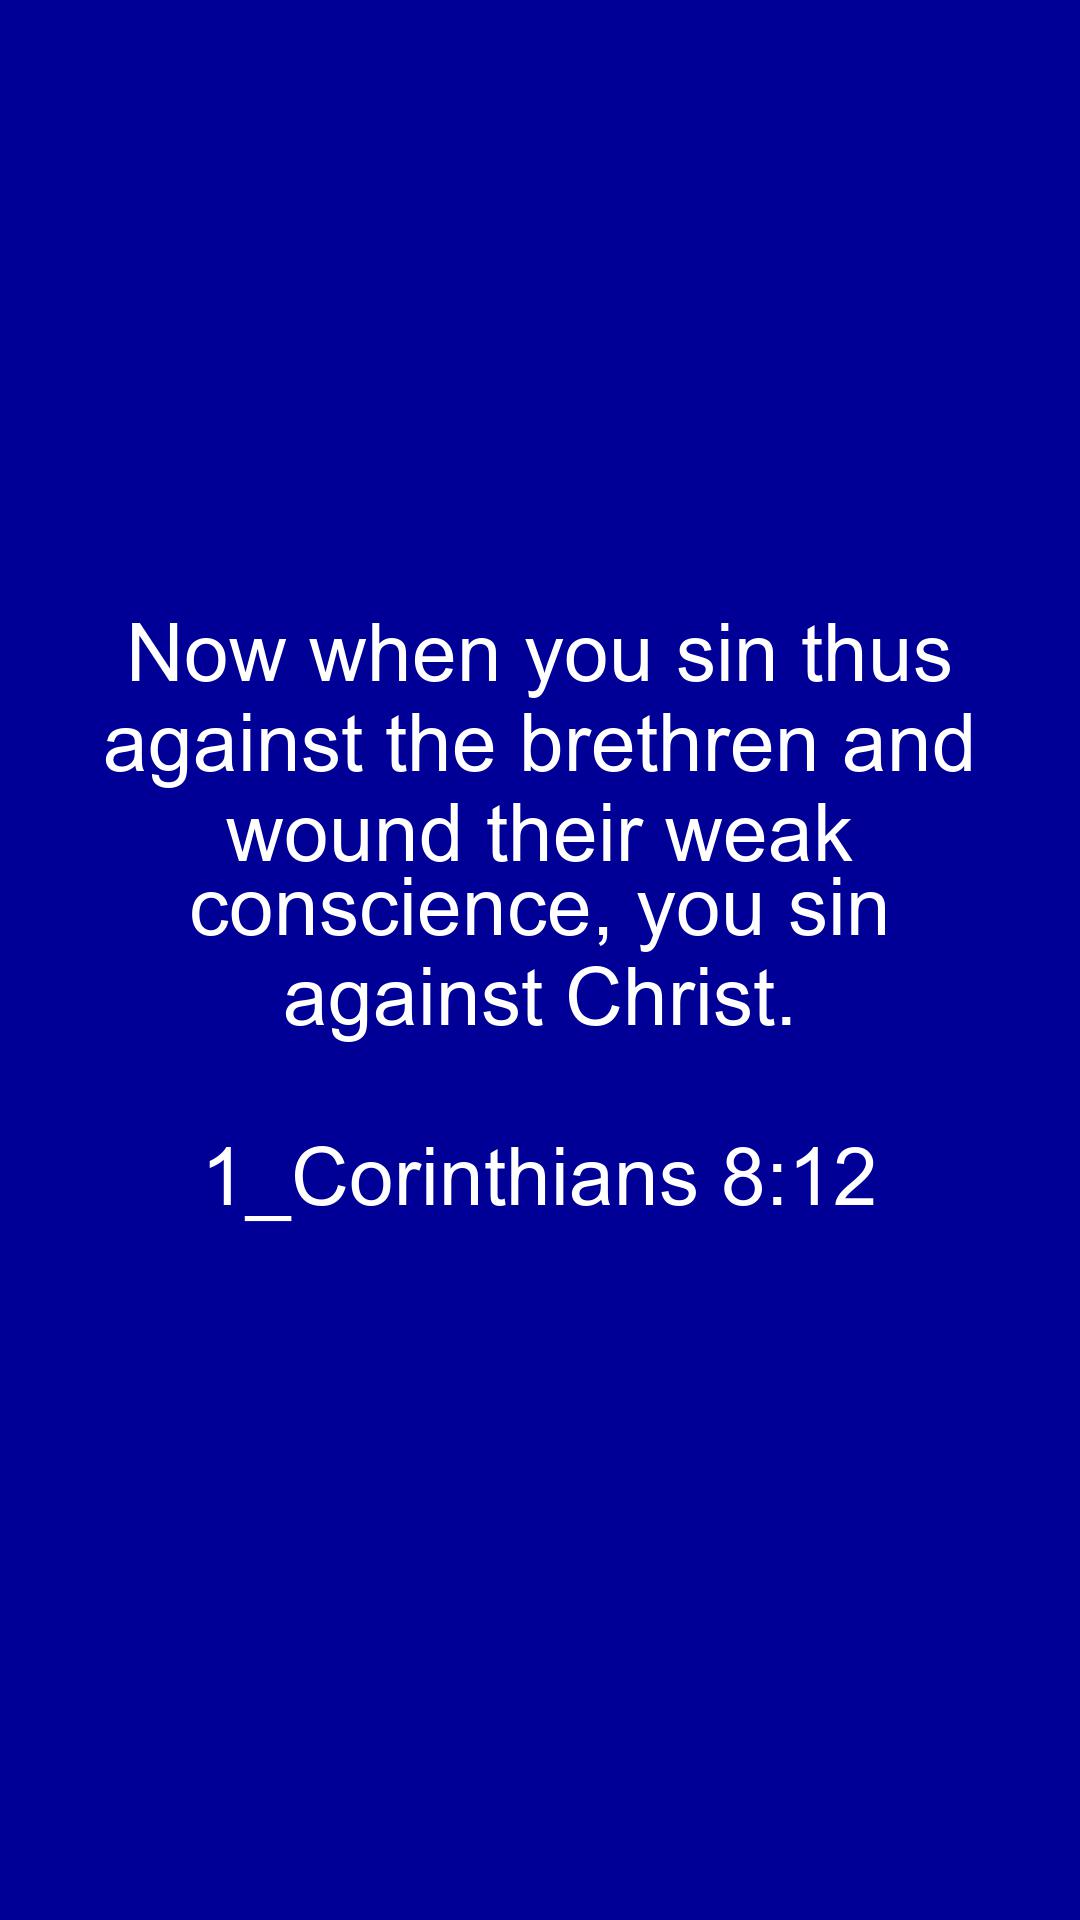 Now when you sin thus
against the brethren and
wound their weak
conscience, you sin
against Christ.
1_Corinthians 8:12